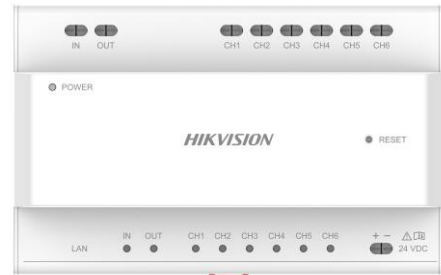 IN OUT CH1 CH2 CH3 CH4 CH5 CH6
POWER
HIKVISION
RESET
IN OUT CH1 CH2 CH3 CH4 CH5 CH6 + −
LAN 24 VDC